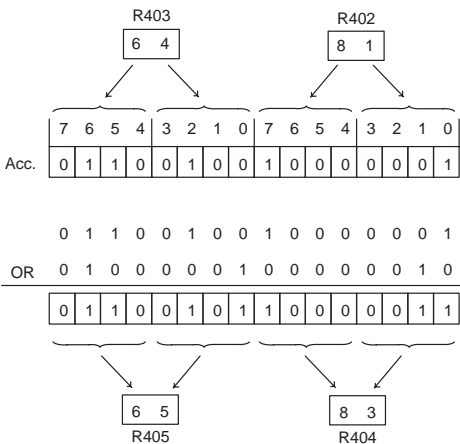 R403 R402
6 4 8 1
7 6 5 4 3 2 1 0 7 6 5 4 3 2 1 0
Acc. 0 1 1 0 0 1 0 0 1 0 0 0 0 0 0 1
0 1 1 0 0 1 0 0 1 0 0 0 0 0 0 1
OR 0 1 0 0 0 0 0 1 0 0 0 0 0 0 1 0
0 1 1 0 0 1 0 1 1 0 0 0 0 0 1 1
6 5 8 3
R405 R404